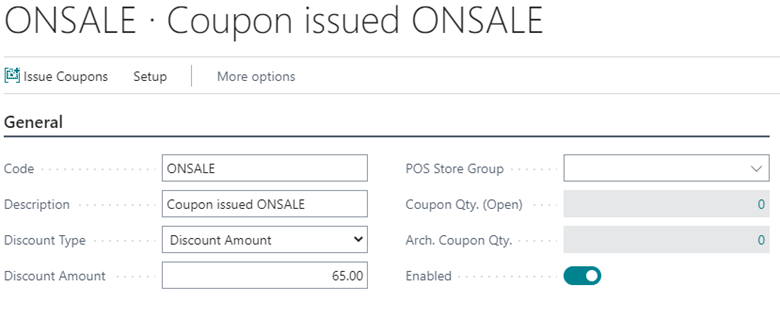 ONSALE · Coupon issued ONSALE
Issue Coupons Setup More options
General
Code ONSALE POS Store Group
Description Coupon issued ONSALE Coupon Qty. (Open) 0
Discount Type Discount Amount Arch. Coupon Qty. 0
Discount Amount 65.00 Enabled